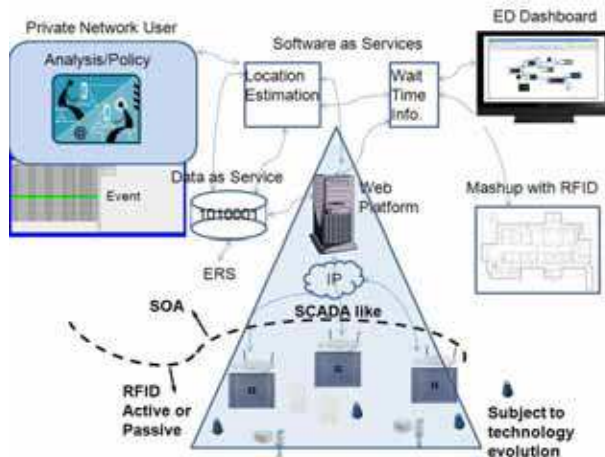 Private Network User
Analysis/Policy
Event
Software as Services
Location
Estimation
Wait
Time
Info.
ED Dashboard
Data as Service
1010001
ERS
Web
Platform
Mashup with RFID
IP
SOA
SCADA like
RFID
Active or
Passive
Subject to
technology
evolution